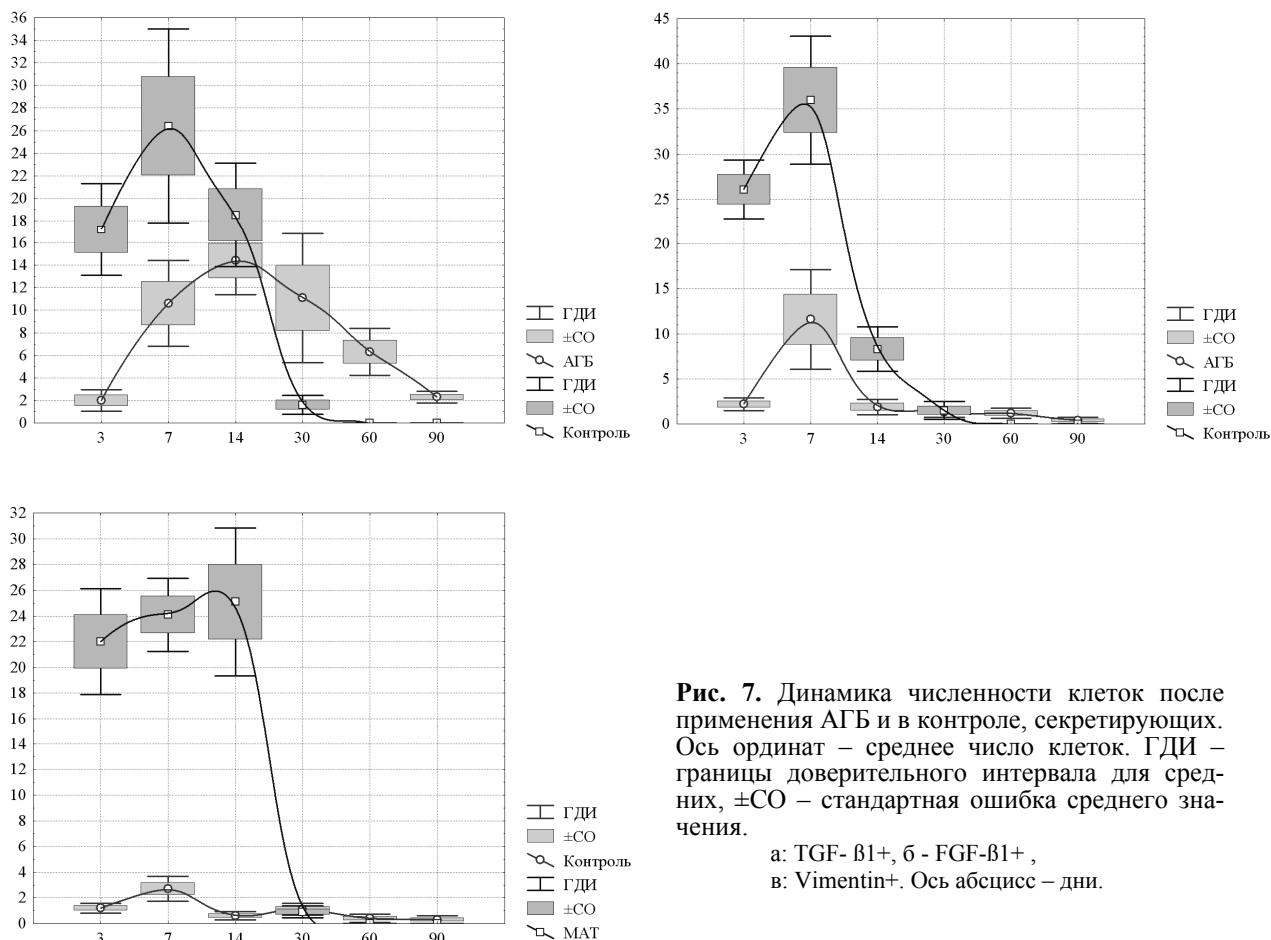 36
34
32
30
28
26
24
22
20
18
16
14
12
10
8
6
4
2
0
3 7 14 30 60 90
ГДИ
±СО
АГБ
ГДИ
±СО
Контроль
45
40
35
30
25
20
15
10
5
0
3 7 14 30 60 90
ГДИ
±СО
АГБ
ГДИ
±СО
Контроль
32
30
28
26
24
22
20
18
16
14
12
10
8
6
4
2
0
3 7 14 30 60 90
ГДИ
±СО
Контроль
ГДИ
±СО
МАТ
Рис. 7. Динамика численности клеток после
применения АГБ и в контроле, секретирующих.
Ось ординат – среднее число клеток. ГДИ –
границы доверительного интервала для сред-
них, ±СО – стандартная ошибка среднего зна-
чения.
а: TGF- ß1+, б - FGF-ß1+ ,
в: Vimentin+. Ось абсцисс – дни.